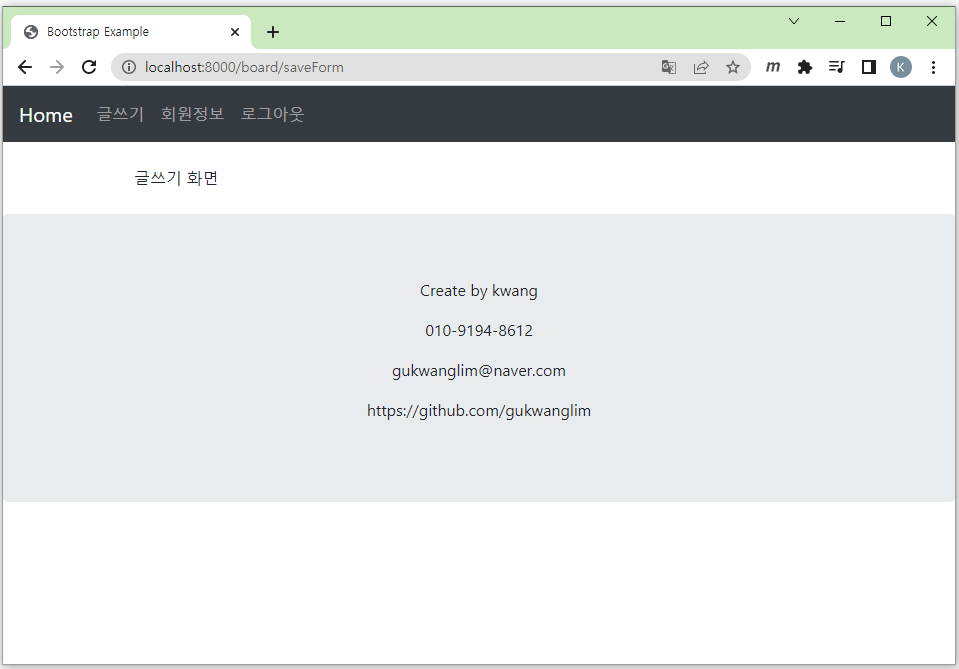 Bootstrap Example
localhost:8000/board/saveForm
m
K
Home 글쓰기 회원정보 로그아웃
글쓰기 화면
Create by kwang
010-9194-8612
gukwanglim@naver.com
https://github.com/gukwanglim